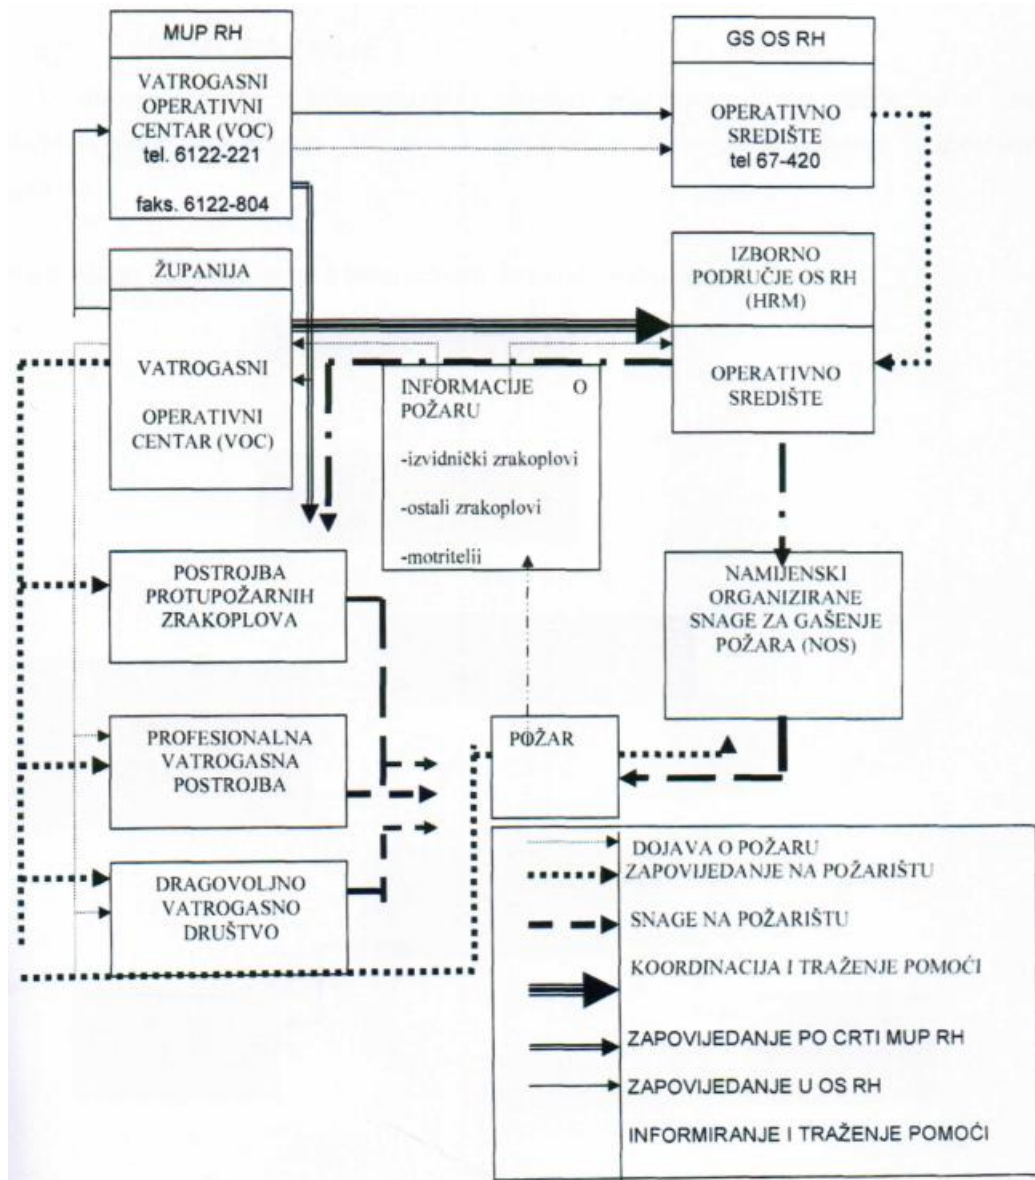 MUP RH
VATROGASNI
OPERATIVNI
CENTAR (VOC)
tel. 6122-221
faks. 6122-804
GS OS RH
OPERATIVNO
SREDIŠTE
tel 67-420
ŽUPANIJA
VATROGASNI
OPERATIVNI
CENTAR (VOC)
IZBORNO
PODRUČJE OS RH
(HRM)
OPERATIVNO
SREDIŠTE
INFORMACIJE O
POŽARU
-izvidnički zrakoplovi
-ostali zrakoplovi
-motritelji
POSTROJBA
PROTUPOŽARNIH
ZRAKOPLOVA
NAMIJENSKI
ORGANIZIRANE
SNAGE ZA GAŠENJE
POŽARA (NOS)
PROFESIONALNA
VATROGASNA
POSTROJBA
POŽAR
DRAGOVOLJNO
VATROGASNO
DRUŠTVO
DOJAVA O POŽARU
ZAPOVIJEDANJE NA POŽARIŠTU
SNAGE NA POŽARIŠTU
KOORDINACIJA I TRAŽENJE POMOĆI
ZAPOVIJEDANJE PO CRTI MUP RH
ZAPOVIJEDANJE U OS RH
INFORMIRANJE I TRAŽENJE POMOĆI